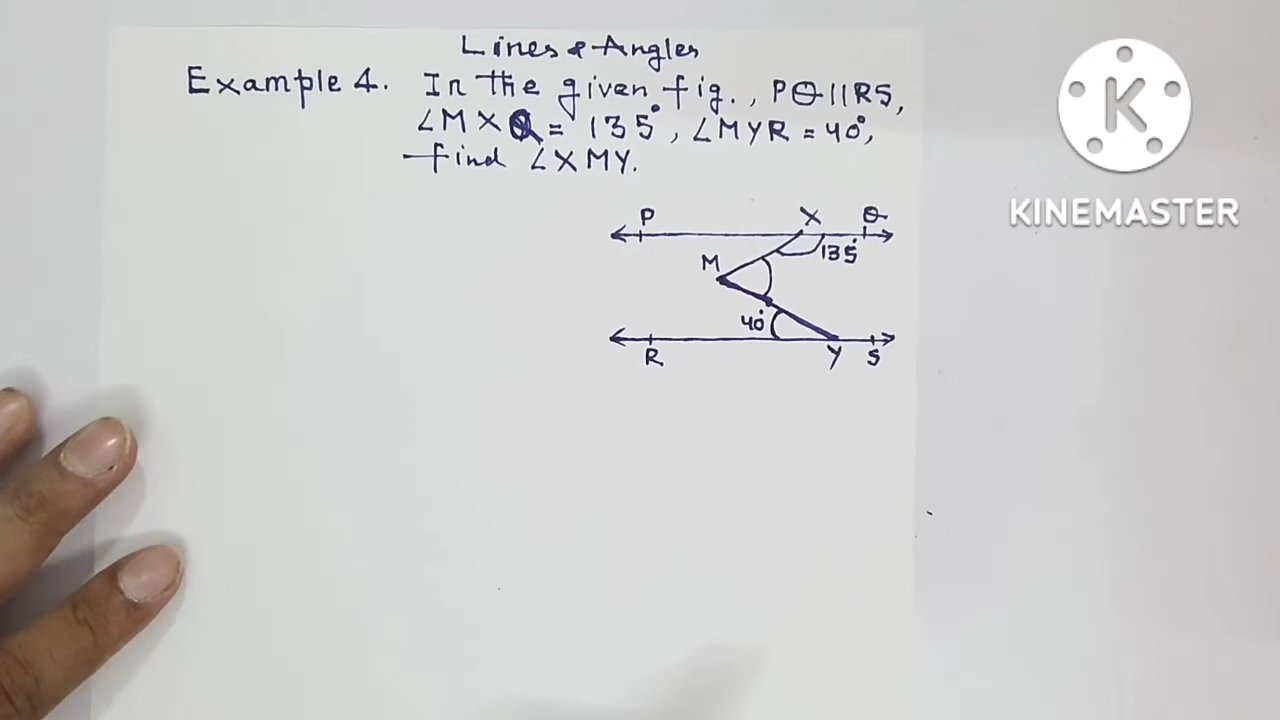 Lines & Angles
Example 4. In the given fig., PQ || RS,
∠MXQ = 135°, ∠MYR = 40°,
find ∠XMY.
K
KINEMASTER
P X Q
135°
M
40°
R Y S